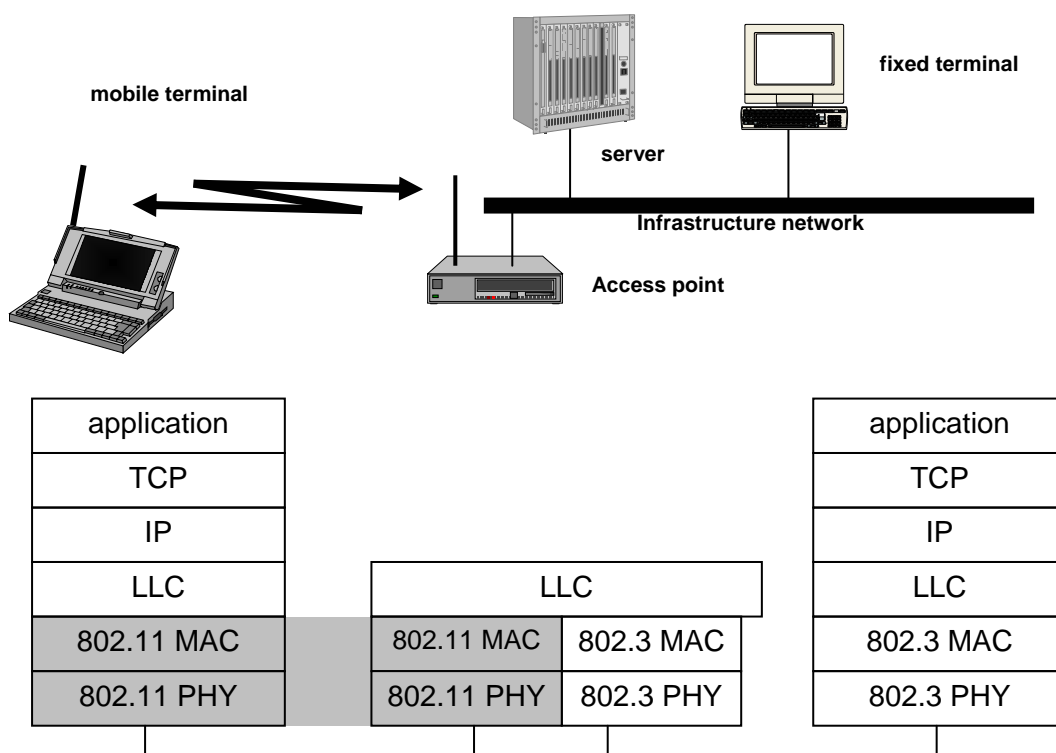 fixed terminal
mobile terminal
server
Infrastructure network
Access point
application
TCP
IP
LLC
802.11 MAC
802.11 PHY
LLC
802.11 MAC
802.3 MAC
802.11 PHY
802.3 PHY
application
TCP
IP
LLC
802.3 MAC
802.3 PHY